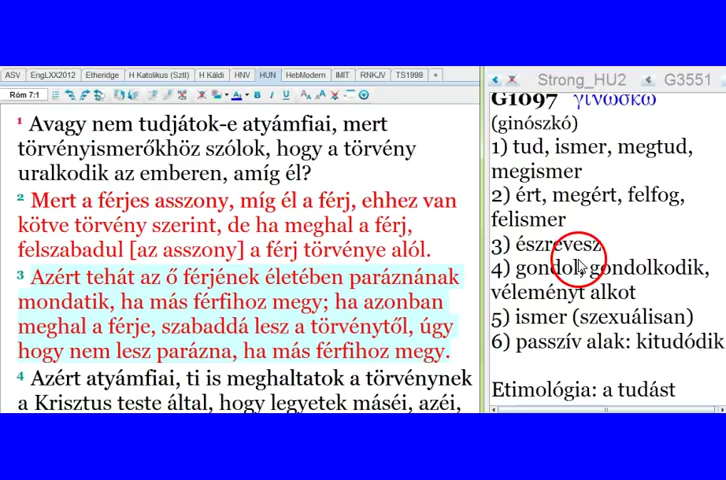 ASV EngLXX2012 Etheridge H Katolikus (SztI) H Káldi HNV HUN HebModern IMIT RNKJV TS1998 +
Róm 7:1
1 Avagy nem tudjátok-e atyámfiai, mert
törvényismerőkhöz szólok, hogy a törvény
uralkodik az emberen, amíg él?
2 Mert a férjes asszony, míg él a férj, ehhez van
kötve törvény szerint, de ha meghal a férj,
felszabadul [az asszony] a férj törvénye alól.
3 Azért tehát az ő férjének életében paráznának
mondatik, ha más férfihoz megy; ha azonban
meghal a férje, szabaddá lesz a törvénytől, úgy
hogy nem lesz parázna, ha más férfihoz megy.
4 Azért atyámfiai, ti is meghaltatok a törvénynek
a Krisztus teste által, hogy legyetek máséi, azéi,
Strong_HU2 G3551
G1097 γινώσκω
(ginószkó)
1) tud, ismer, megtud,
megismer
2) ért, megért, felfog,
felismer
3) észrevesz
4) gondol, gondolkodik,
véleményt alkot
5) ismer (szexuálisan)
6) passzív alak: kitudódik
Etimológia: a tudást